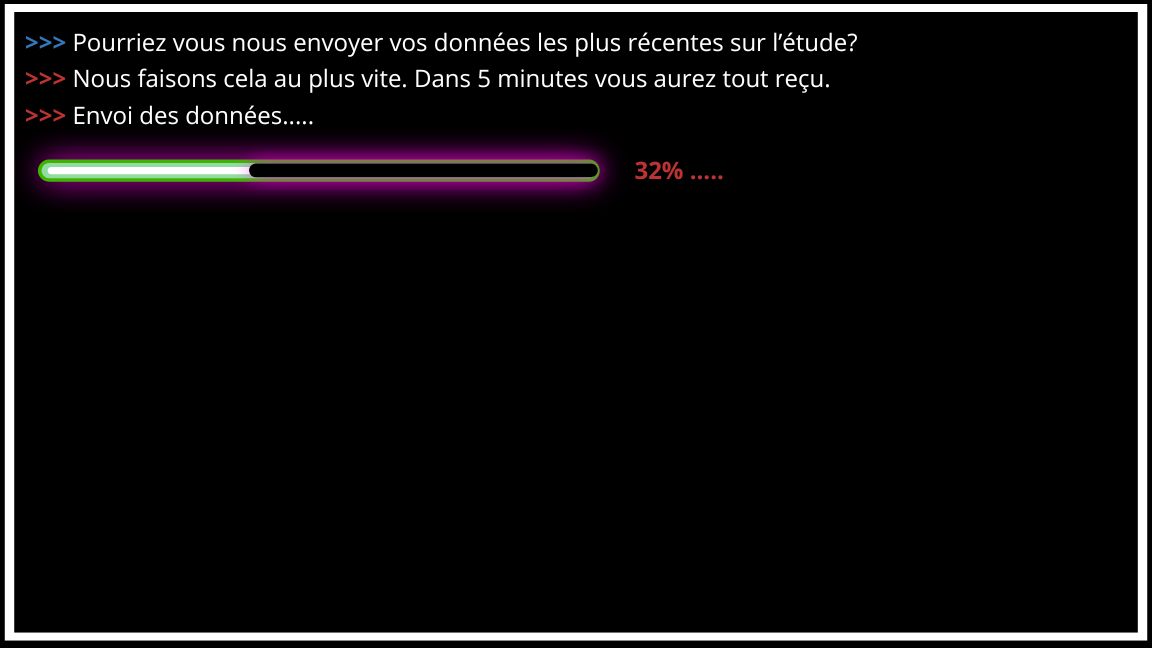 >>> Pourriez vous nous envoyer vos données les plus récentes sur l’étude?
>>> Nous faisons cela au plus vite. Dans 5 minutes vous aurez tout reçu.
>>> Envoi des données.....
32% .....